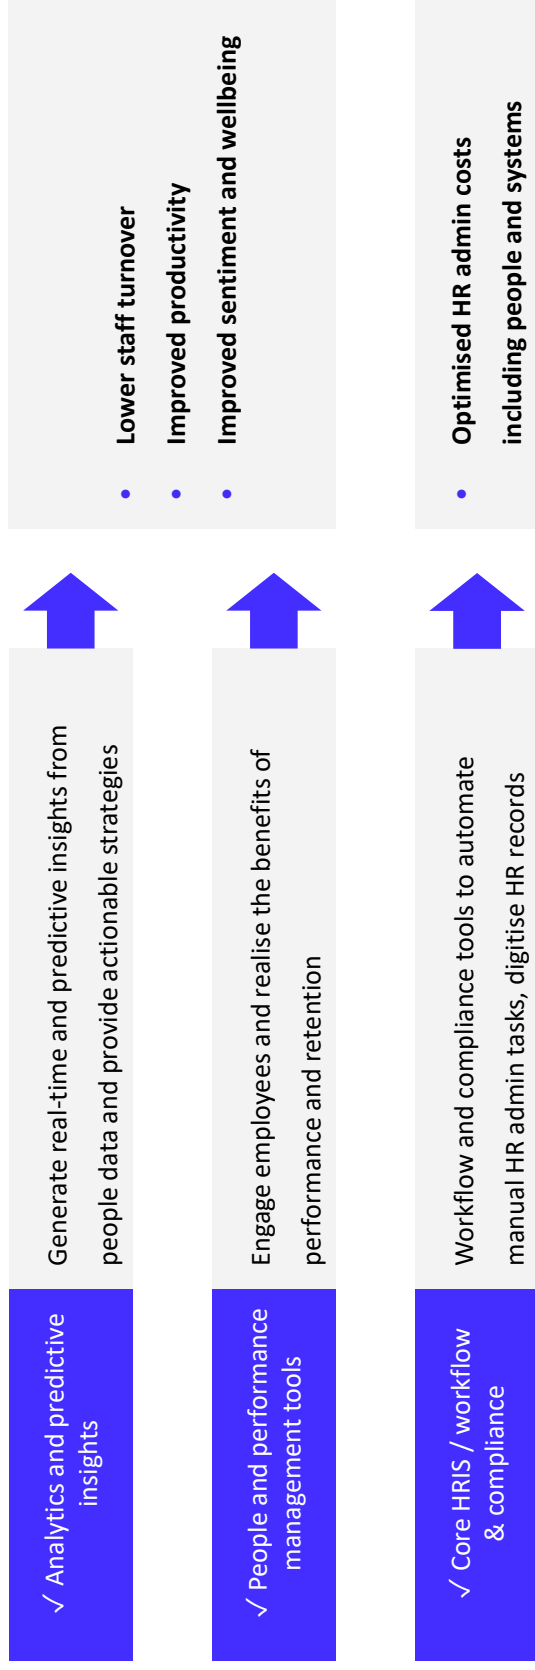 ✓ Analytics and predictive
insights
Generate real-time and predictive insights from
people data and provide actionable strategies
✓ People and performance
management tools
Engage employees and realise the benefits of
performance and retention
• Lower staff turnover
• Improved productivity
• Improved sentiment and wellbeing
✓ Core HRIS / workflow
& compliance
Workflow and compliance tools to automate
manual HR admin tasks, digitise HR records
• Optimised HR admin costs
including people and systems